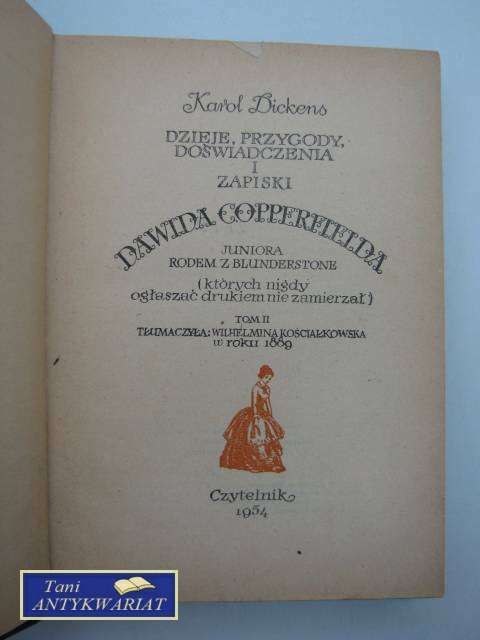 Karol Dickens
DZIEJE, PRZYGODY,
DOŚWIADCZENIA
I
ZAPISKI
DAWIDA COPPERFIELDA
JUNIORA
RODEM Z BLUNDERSTONE
(których nigdy
ogłaszać drukiem nie zamierzał)
TOM II
TŁUMACZYŁA: WILHELMINA KOŚCIAŁKOWSKA
w roku 1889
Czytelnik
1954
Tani
ANTYKWARIAT